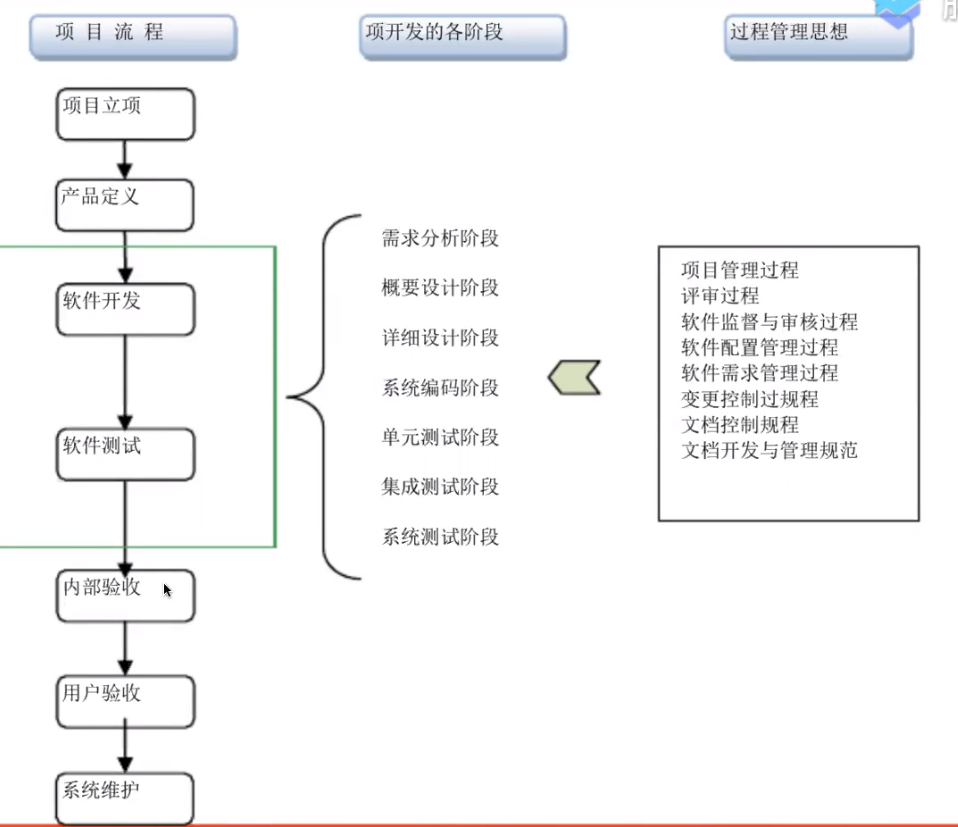 项 目 流 程
项开发的各阶段
过程管理思想
项目立项
产品定义
软件开发
软件测试
内部验收
用户验收
系统维护
需求分析阶段
概要设计阶段
详细设计阶段
系统编码阶段
单元测试阶段
集成测试阶段
系统测试阶段
项目管理过程
评审过程
软件监督与审核过程
软件配置管理过程
软件需求管理过程
变更控制过规程
文档控制规程
文档开发与管理规范